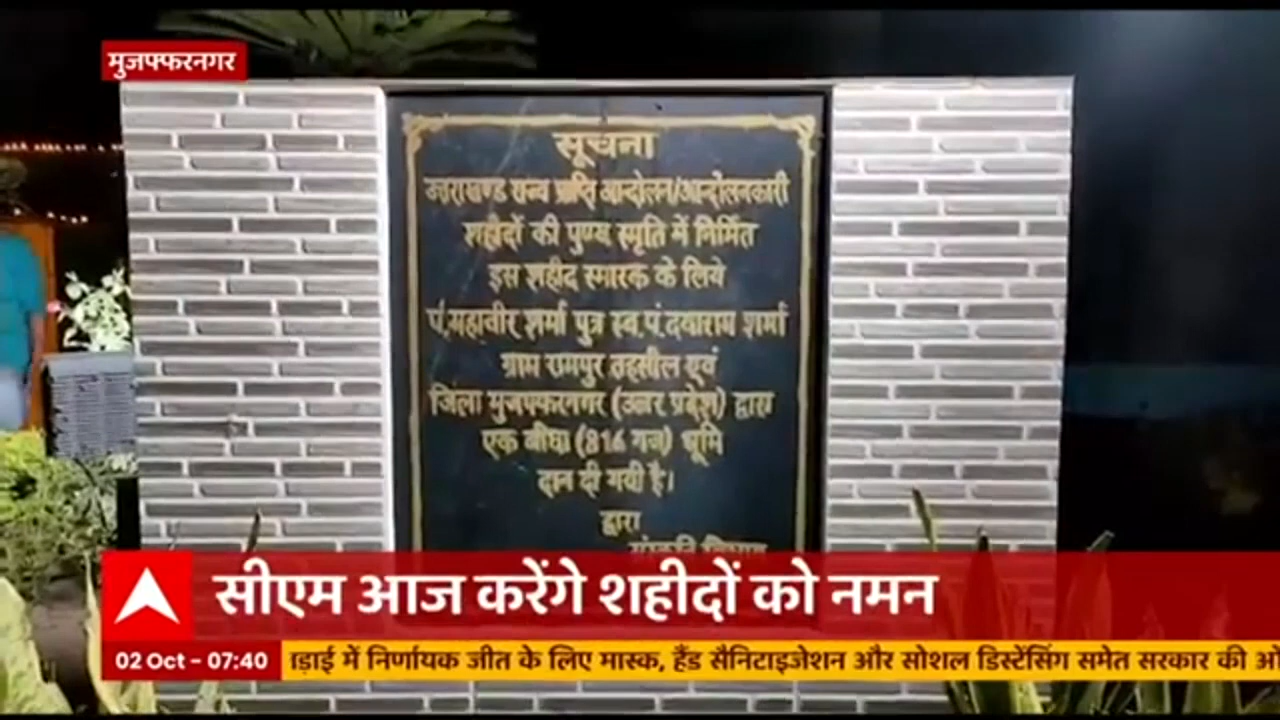 मुजफ्फरनगर
सूचना
उत्तराखण्ड राज्य प्राप्ति आन्दोलन/आन्दोलनकारी
शहीदों की पुण्य स्मृति में निर्मित
इस शहीद स्मारक के लिये
पं.महावीर शर्मा पुत्र स्व.पं.दयाराम शर्मा
ग्राम रामपुर तहसील एवं
जिला मुजफ्फरनगर (उत्तर प्रदेश) द्वारा
एक बीघा (816 गज) भूमि
दान दी गयी है।
द्वारा
सीएम आज करेंगे शहीदों को नमन
02 Oct - 07:40
ड़ाई में निर्णायक जीत के लिए मास्क, हैंड सैनिटाइजेशन और सोशल डिस्टेंसिंग समेत सरकार की ओ